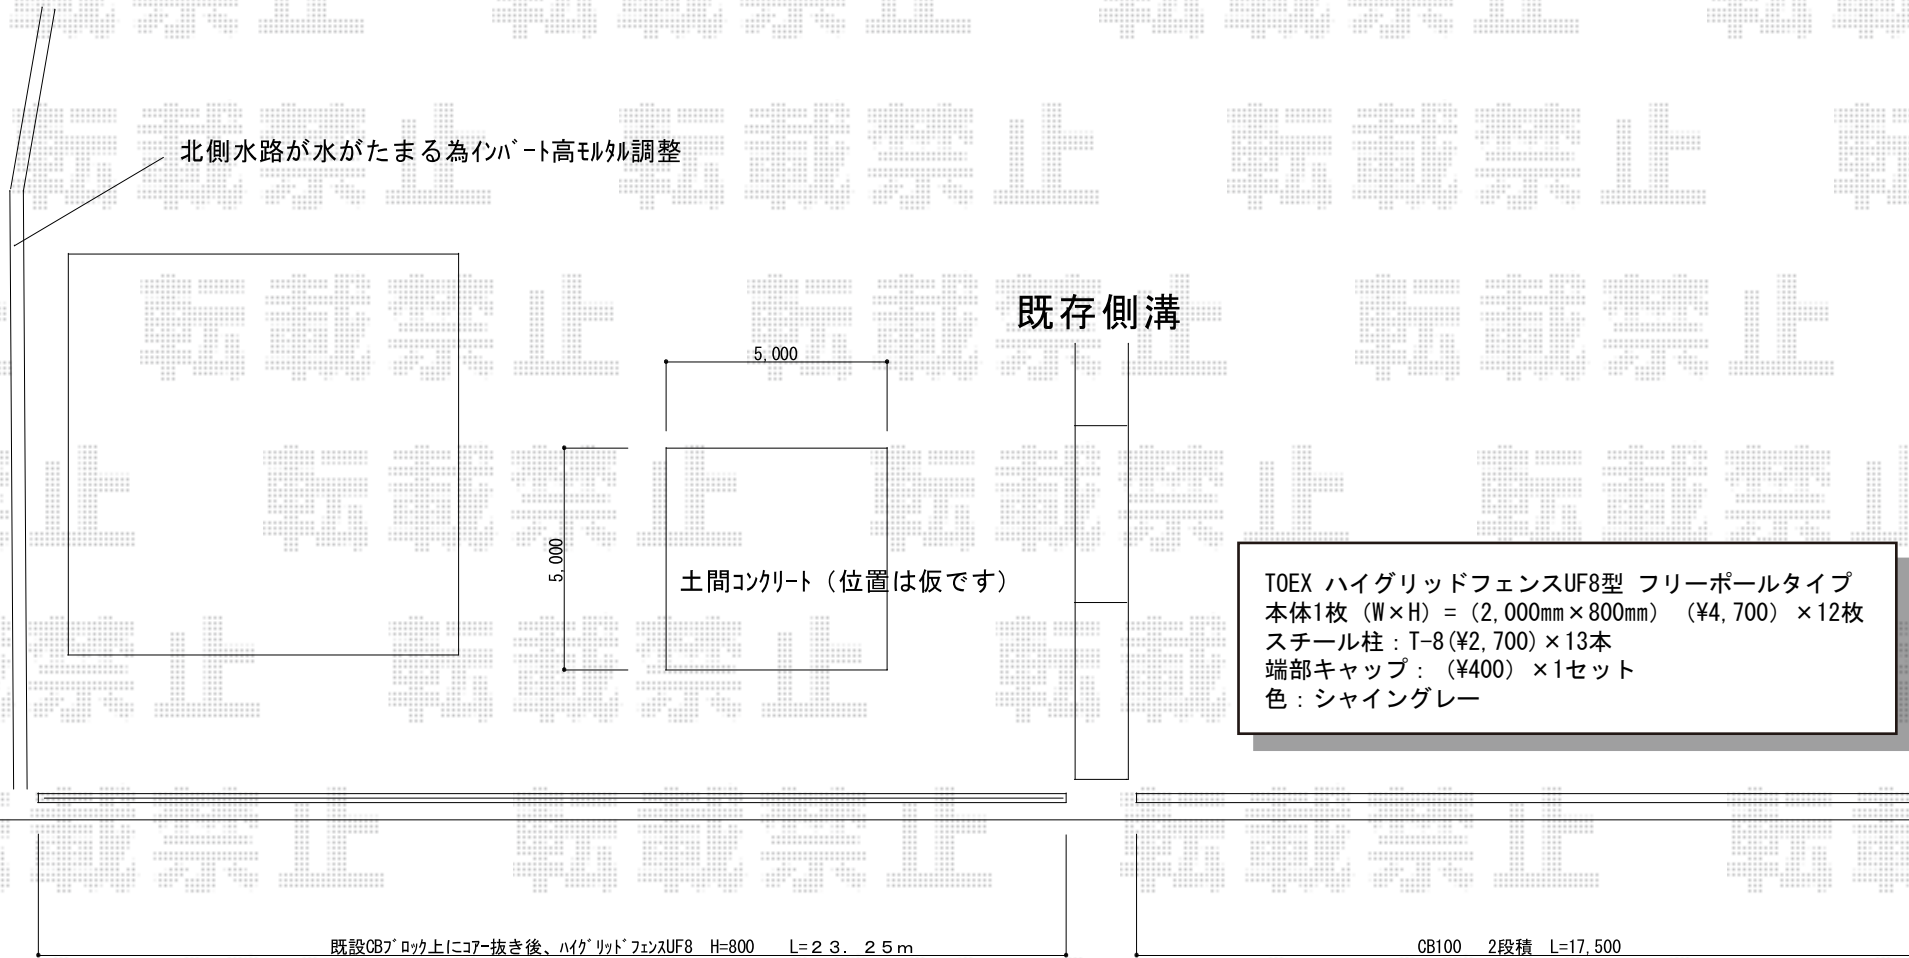 北側水路が水がたまる為ｲﾝﾊﾞｰﾄ高ﾓﾙﾀﾙ調整
既存側溝
5,000
5,000
土間ｺﾝｸﾘｰﾄ（位置は仮です）
TOEX ハイグリッドフェンスUF8型 フリーポールタイプ
本体1枚（W×H）=（2,000mm×800mm）（¥4,700）×12枚
スチール柱：T-8(¥2,700)×13本
端部キャップ：（¥400）×1セット
色：シャイングレー
既設CBﾌﾞﾛｯｸ上にｺｱｰ抜き後、ﾊｲｸﾞﾘｯﾄﾞﾌｪﾝｽUF8 H=800 L=２３．２５ｍ
CB100 2段積 L=17,500
転載禁止